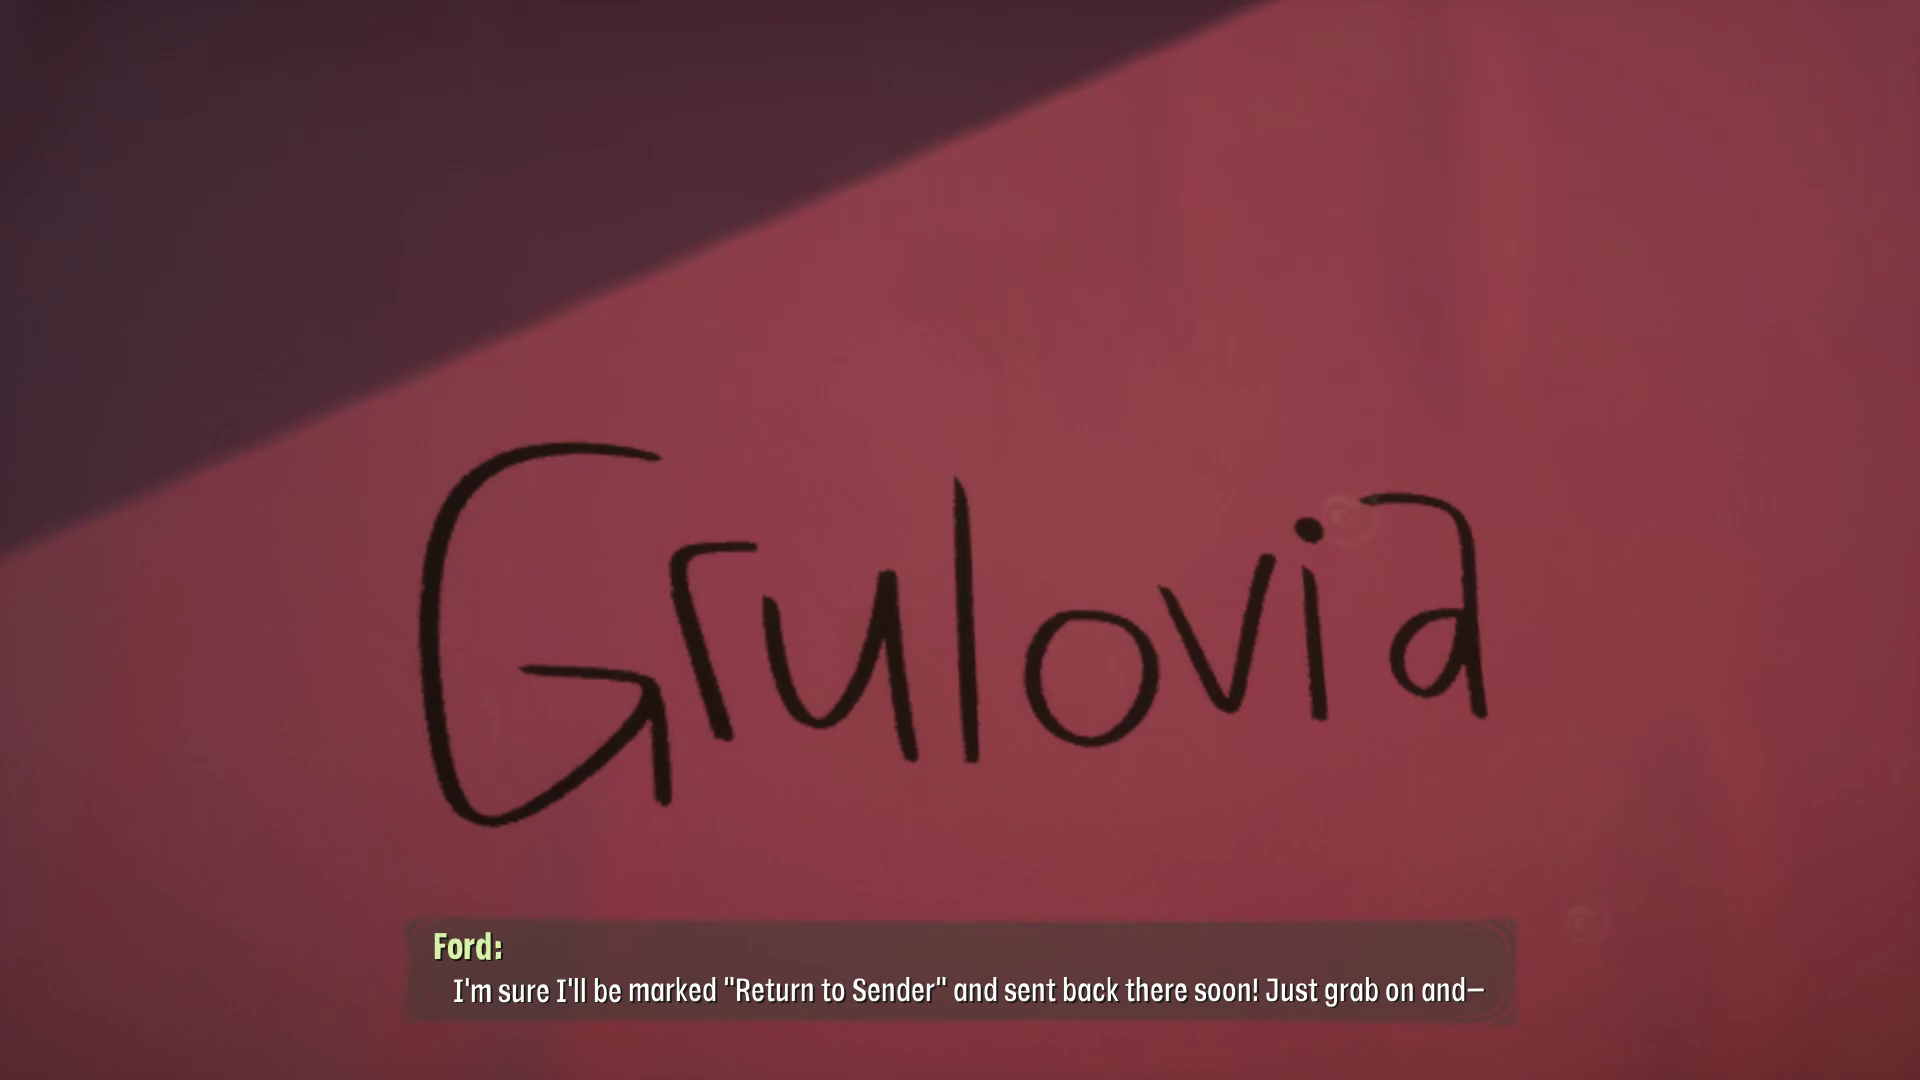 Grulovia
Ford:
I'm sure I'll be marked "Return to Sender" and sent back there soon! Just grab on and—